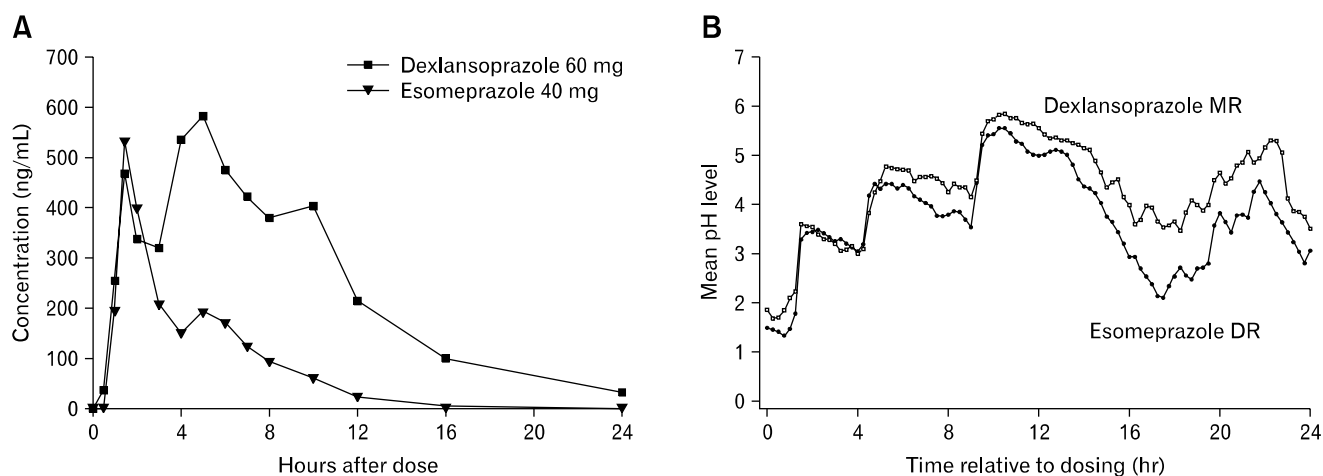 A
700
600
500
400
300
200
100
0
Concentration (ng/mL)
Dexlansoprazole 60 mg
Esomeprazole 40 mg
0 4 8 12 16 20 24
Hours after dose
B
7
6
5
4
3
2
1
0
Mean pH level
Dexlansoprazole MR
Esomeprazole DR
0 4 8 12 16 20 24
Time relative to dosing (hr)